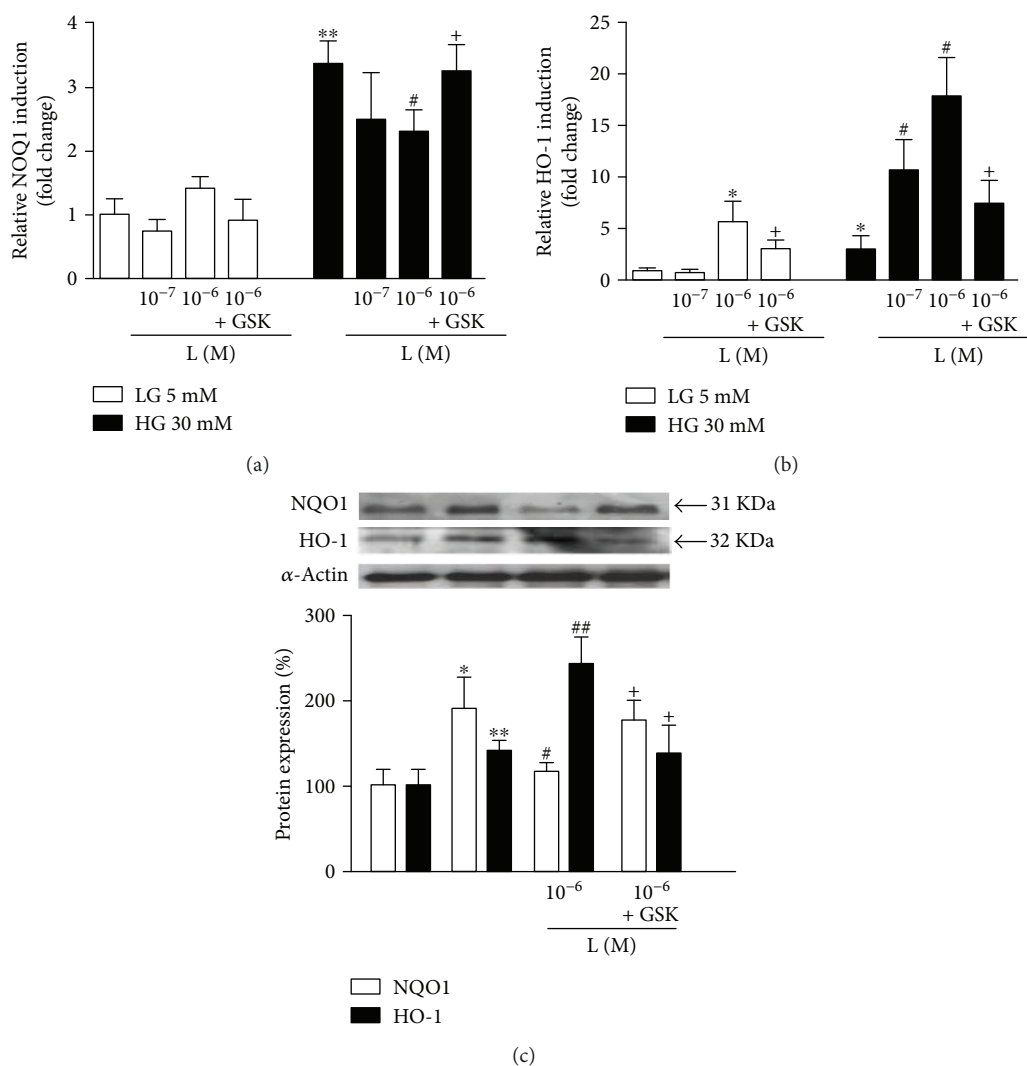 Relative NOQ1 induction
(fold change)
4
3
2
1
0
**
#
+
10⁻⁷ 10⁻⁶ 10⁻⁶
+ GSK
L (M)
10⁻⁷ 10⁻⁶ 10⁻⁶
+ GSK
L (M)
LG 5 mM
HG 30 mM
(a)
Relative HO-1 induction
(fold change)
25
20
15
10
5
0
*
+
*
#
#
+
10⁻⁷ 10⁻⁶ 10⁻⁶
+ GSK
L (M)
10⁻⁷ 10⁻⁶ 10⁻⁶
+ GSK
L (M)
LG 5 mM
HG 30 mM
(b)
NQO1
← 31 KDa
HO-1
← 32 KDa
α-Actin
Protein expression (%)
300
200
100
0
*
**
#
##
+
+
10⁻⁶
10⁻⁶
+ GSK
L (M)
NQO1
HO-1
(c)